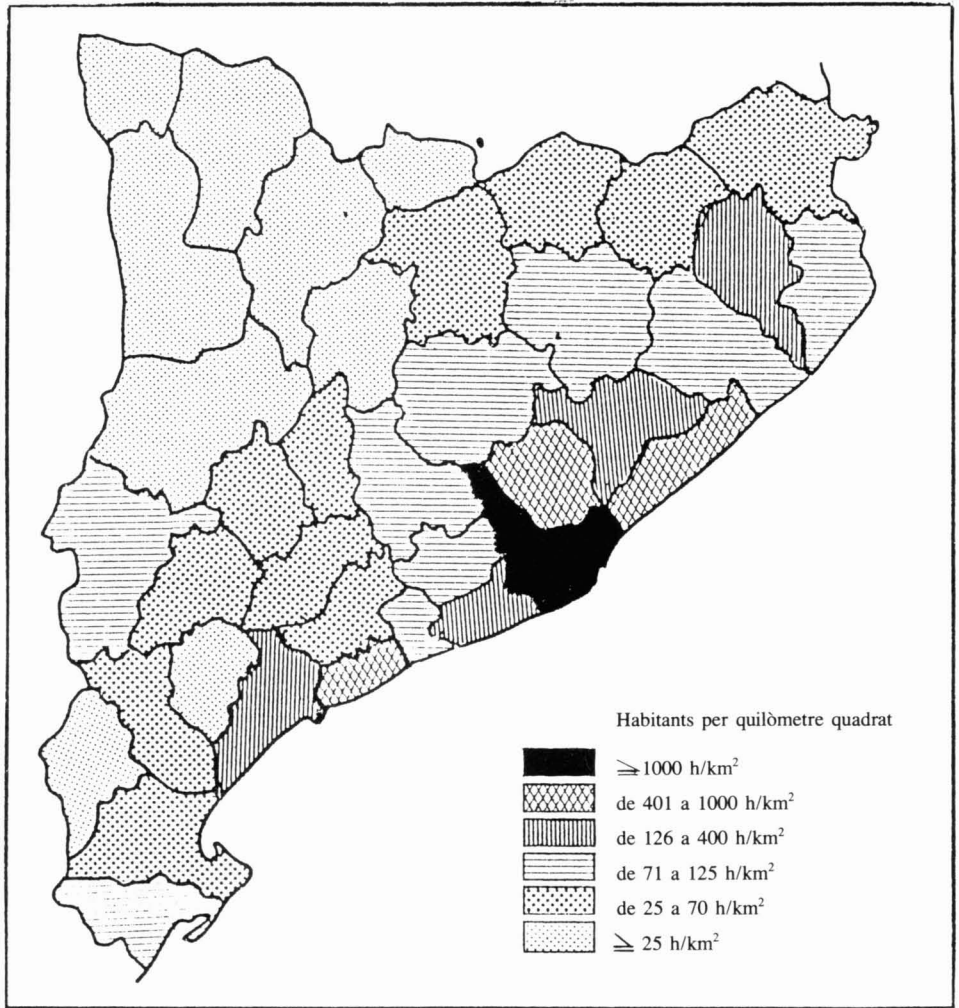 Habitants per quilòmetre quadrat
≥1000 h/km²
de 401 a 1000 h/km²
de 126 a 400 h/km²
de 71 a 125 h/km²
de 25 a 70 h/km²
≥ 25 h/km²